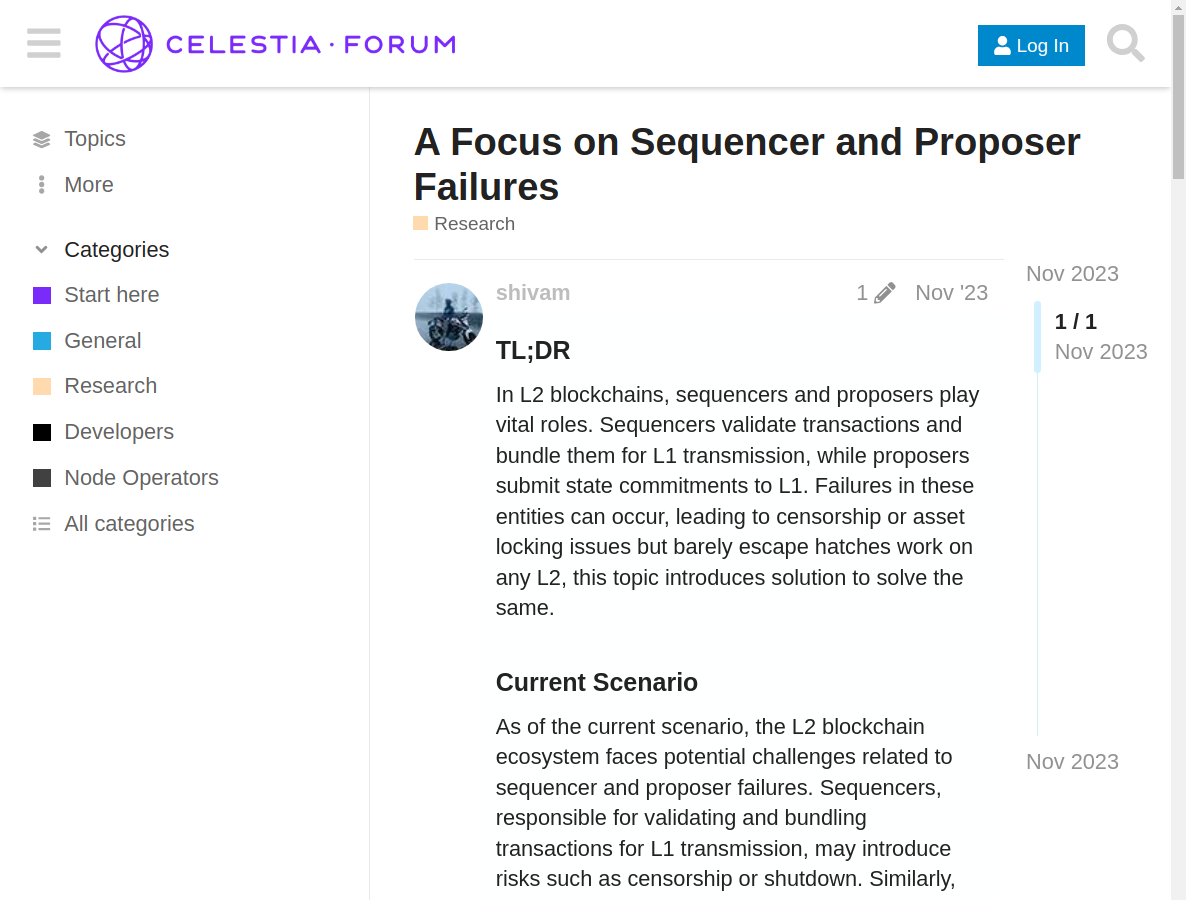 CELESTIA · FORUM
Log In
Topics
More
Categories
Start here
General
Research
Developers
Node Operators
All categories
A Focus on Sequencer and Proposer
Failures
Research
shivam
1
Nov '23
TL;DR
In L2 blockchains, sequencers and proposers play
vital roles. Sequencers validate transactions and
bundle them for L1 transmission, while proposers
submit state commitments to L1. Failures in these
entities can occur, leading to censorship or asset
locking issues but barely escape hatches work on
any L2, this topic introduces solution to solve the
same.
Current Scenario
As of the current scenario, the L2 blockchain
ecosystem faces potential challenges related to
sequencer and proposer failures. Sequencers,
responsible for validating and bundling
transactions for L1 transmission, may introduce
risks such as censorship or shutdown. Similarly,
Nov 2023
1 / 1
Nov 2023
Nov 2023